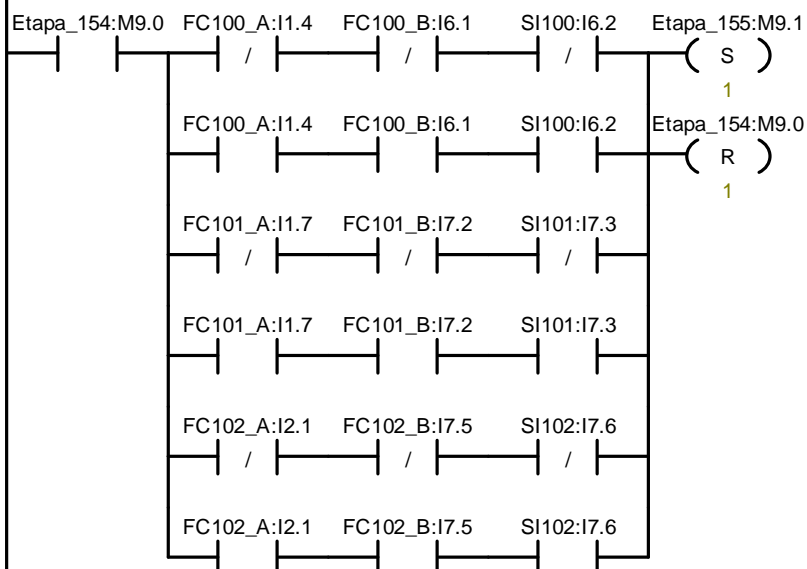 Etapa_154:M9.0 FC100_A:I1.4 FC100_B:I6.1 SI100:I6.2 Etapa_155:M9.1
/ / / S
1
FC100_A:I1.4 FC100_B:I6.1 SI100:I6.2 Etapa_154:M9.0
R
1
FC101_A:I1.7 FC101_B:I7.2 SI101:I7.3
/ / /
FC101_A:I1.7 FC101_B:I7.2 SI101:I7.3
FC102_A:I2.1 FC102_B:I7.5 SI102:I7.6
/ / /
FC102_A:I2.1 FC102_B:I7.5 SI102:I7.6